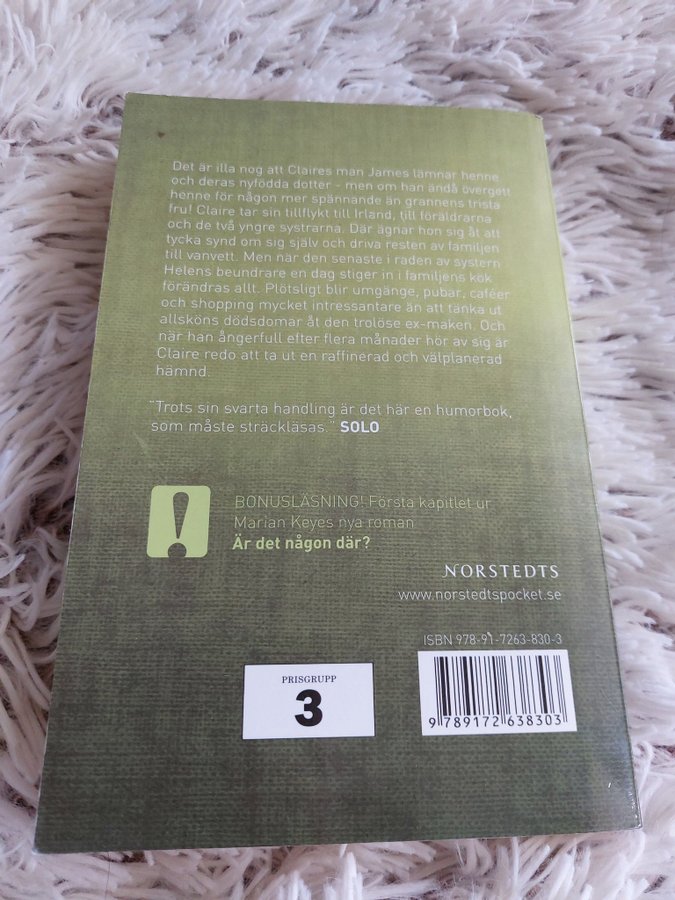 Det är illa nog att Claires man James lämnar henne
och deras nyfödda dotter - men om han ändå övergett
henne för någon mer spännande än grannens trista
fru! Claire tar sin tillflykt till Irland, till föräldrarna
och de två yngre systrarna. Där ägnar hon sig åt att
tycka synd om sig själv och driva resten av familjen
till vanvett. Men när den senaste i raden av systern
Helens beundrare en dag stiger in i familjens kök
förändras allt. Plötsligt blir umgänge, pubar, caféer
och shopping mycket intressantare än att tänka ut
allsköns dödsdomar åt den trolöse ex-maken. Och
när han ångerfull efter flera månader hör av sig är
Claire redo att ta ut en raffinerad och välplanerad
hämnd.
"Trots sin svarta handling är det här en humorbok,
som måste sträckläsas." SOLO
BONUSLÄSNING! Första kapitlet ur
Marian Keyes nya roman
Är det någon där?
NORSTEDTS
www.norstedtspocket.se
ISBN 978-91-7263-830-3
PRISGRUPP
3
9 789172 638303